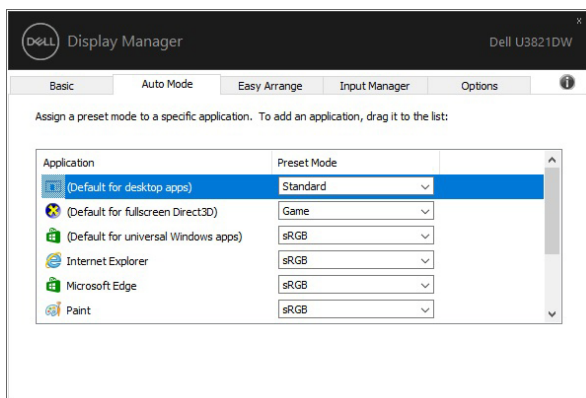 x
DELL Display Manager Dell U3821DW
Basic Auto Mode Easy Arrange Input Manager Options i
Assign a preset mode to a specific application. To add an application, drag it to the list:
Application Preset Mode
(Default for desktop apps) Standard
(Default for fullscreen Direct3D) Game
(Default for universal Windows apps) sRGB
Internet Explorer sRGB
Microsoft Edge sRGB
Paint sRGB